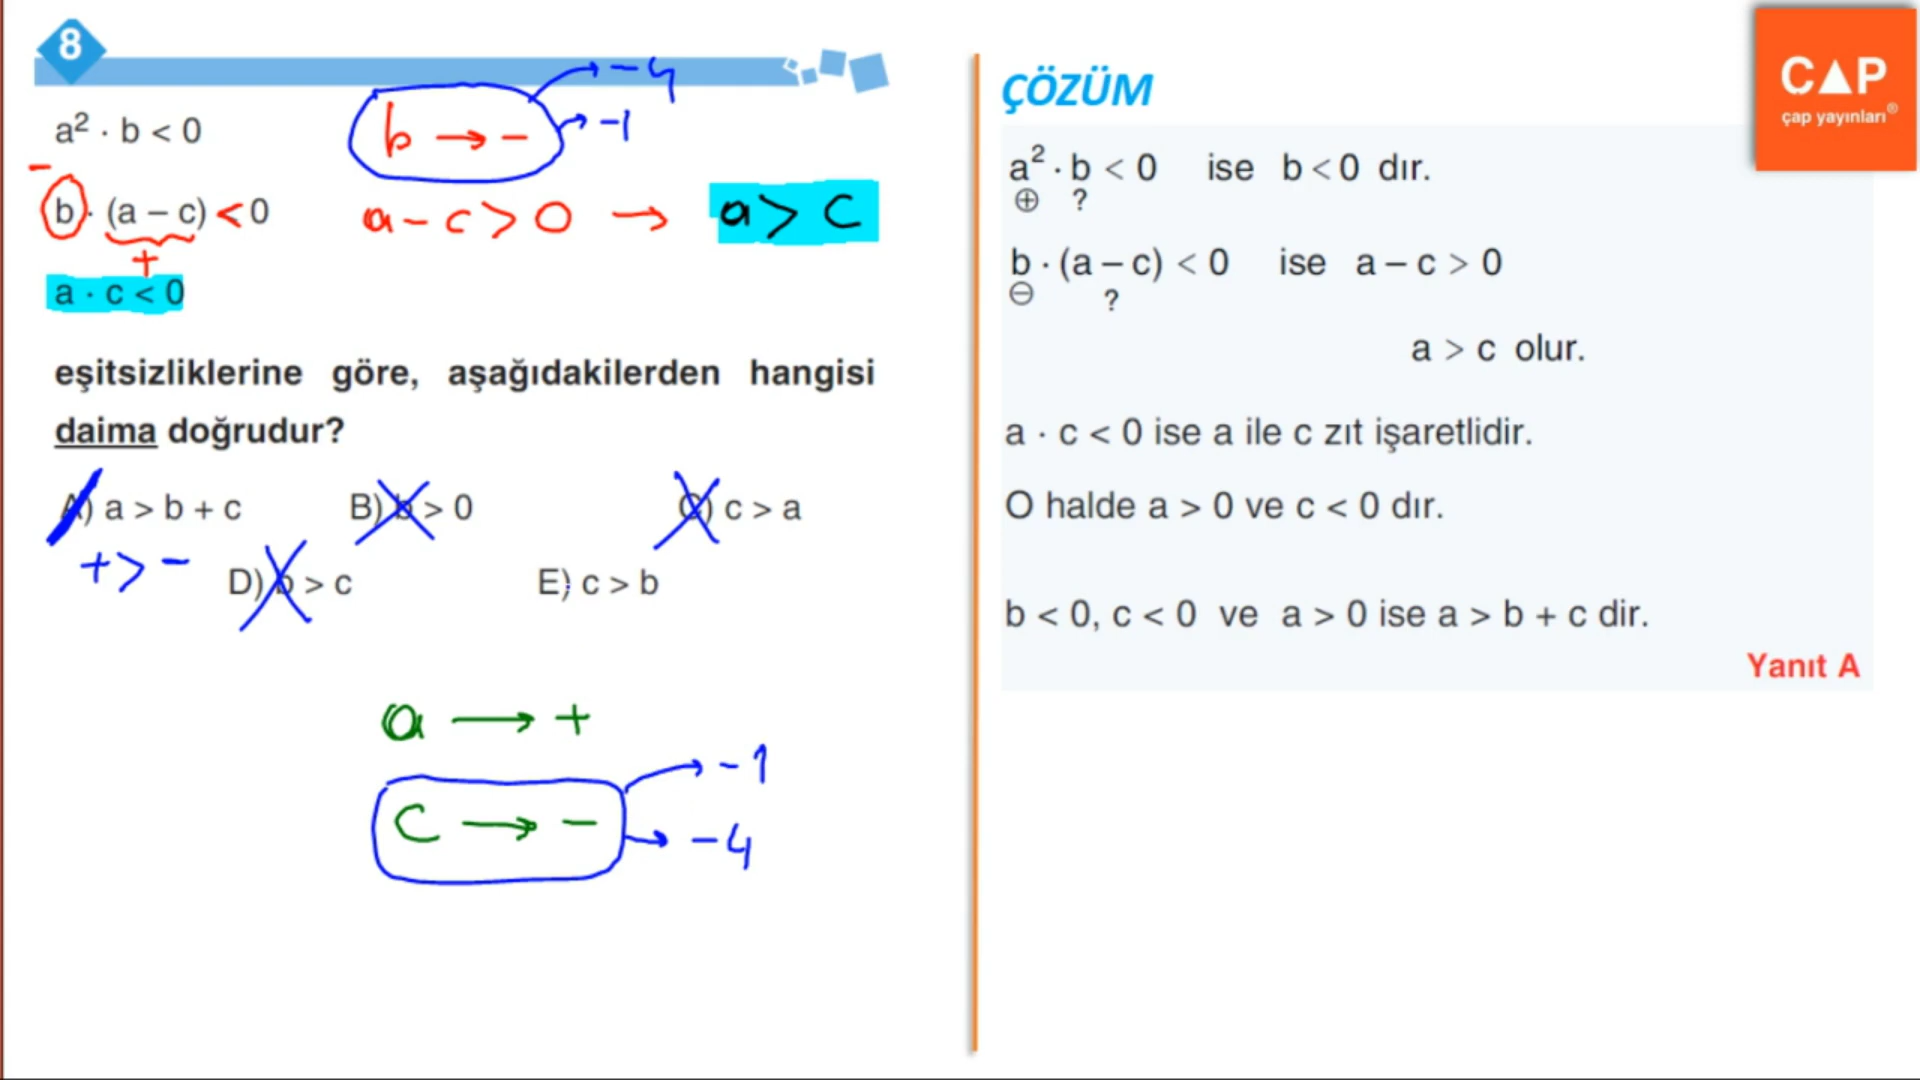 8
a² · b < 0
b → -
-4
-1
-
b · (a – c) < 0
+
a - c > 0 → a > c
a · c < 0
eşitsizliklerine göre, aşağıdakilerden hangisi
daima doğrudur?
A) a > b + c B) b > 0 C) c > a
+ > -
D) b > c E) c > b
a → +
c → -
-1
-4
ÇÖZÜM
a² · b < 0 ise b < 0 dır.
⊕ ?
b · (a – c) < 0 ise a – c > 0
⊖ ?
a > c olur.
a · c < 0 ise a ile c zıt işaretlidir.
O halde a > 0 ve c < 0 dır.
b < 0, c < 0 ve a > 0 ise a > b + c dir.
Yanıt A
CAP
çap yayınları®